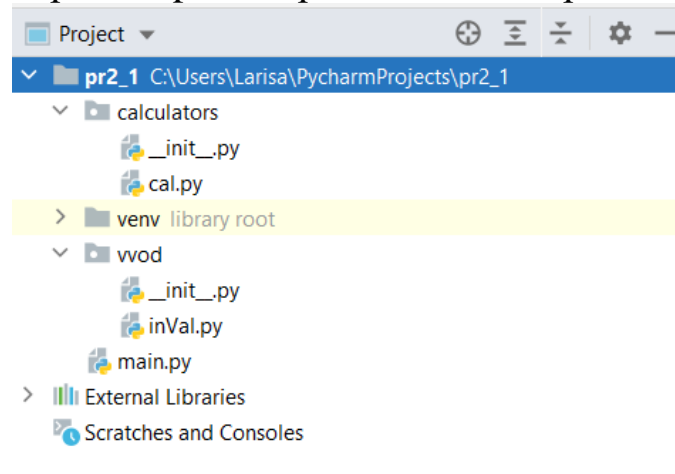 Project
pr2_1 C:\Users\Larisa\PycharmProjects\pr2_1
calculators
__init__.py
cal.py
venv library root
vvod
__init__.py
inVal.py
main.py
External Libraries
Scratches and Consoles